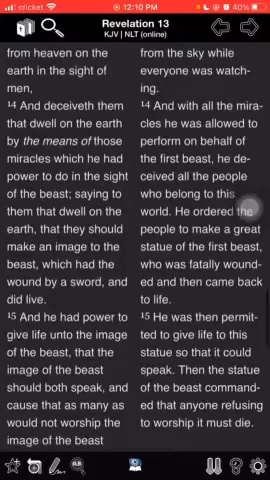 cricket
12:10 PM
40%
Revelation 13
KJV | NLT (online)
from heaven on the
earth in the sight of
men,
14 And deceiveth them
that dwell on the earth
by the means of those
miracles which he had
power to do in the sight
of the beast; saying to
them that dwell on the
earth, that they should
make an image to the
beast, which had the
wound by a sword, and
did live.
15 And he had power to
give life unto the image
of the beast, that the
image of the beast
should both speak, and
cause that as many as
would not worship the
image of the beast
from the sky while
everyone was watch-
ing.
14 And with all the mira-
cles he was allowed to
perform on behalf of
the first beast, he de-
ceived all the people
who belong to this
world. He ordered the
people to make a great
statue of the first beast,
who was fatally wound-
ed and then came back
to life.
15 He was then permit-
ted to give life to this
statue so that it could
speak. Then the statue
of the beast command-
ed that anyone refusing
to worship it must die.